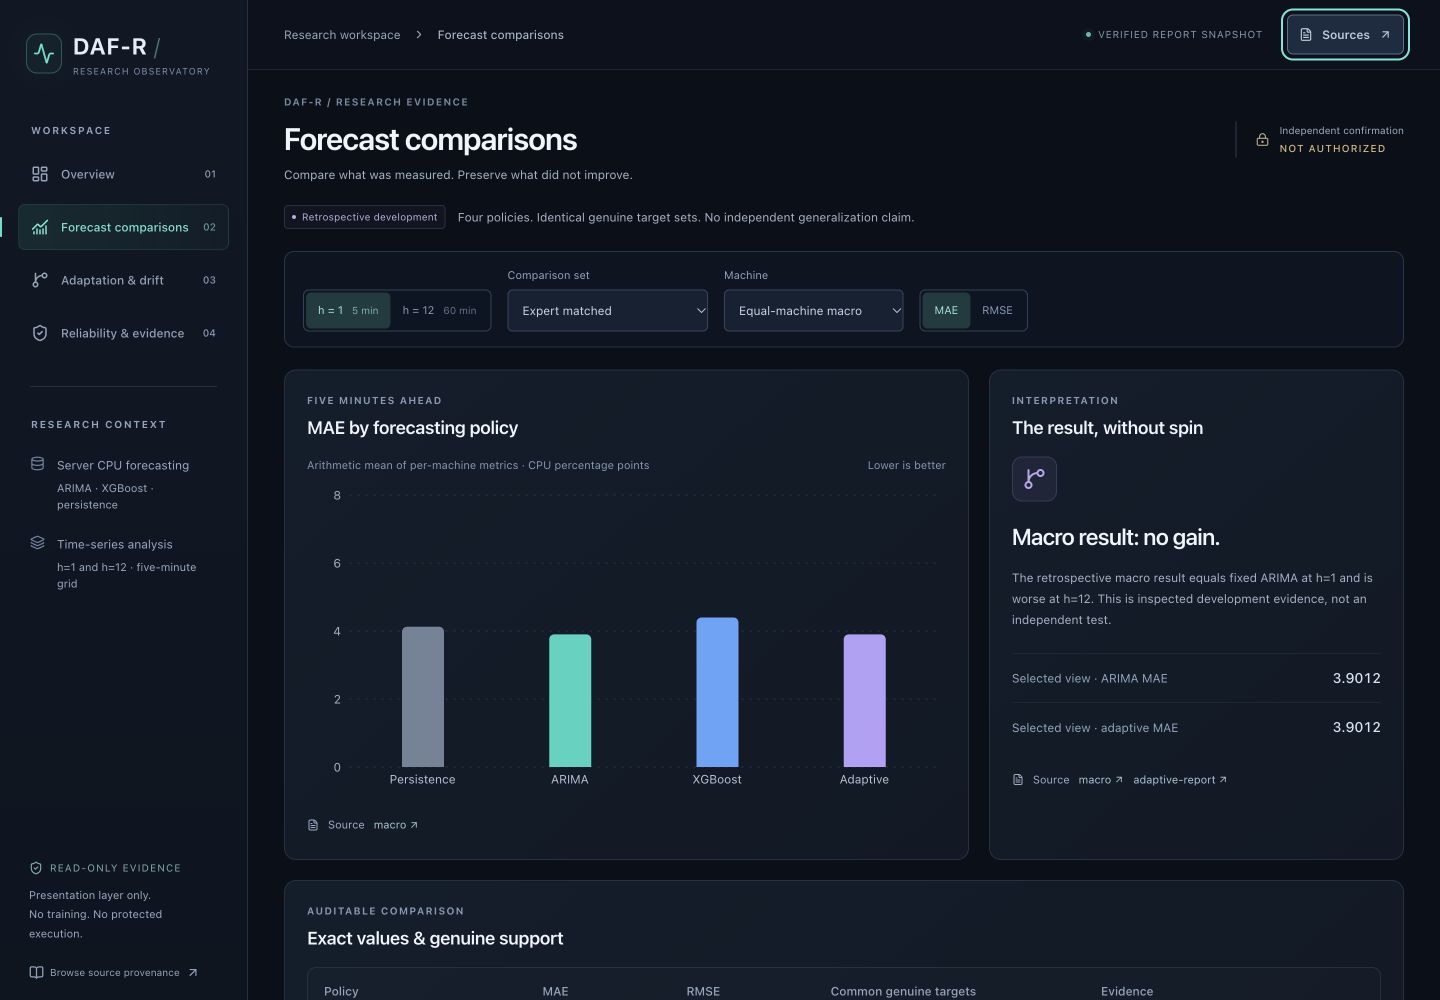 DAF-R /
RESEARCH OBSERVATORY
WORKSPACE
Overview 01
Forecast comparisons 02
Adaptation & drift 03
Reliability & evidence 04
RESEARCH CONTEXT
Server CPU forecasting
ARIMA · XGBoost ·
persistence
Time-series analysis
h=1 and h=12 · five-minute
grid
READ-ONLY EVIDENCE
Presentation layer only.
No training. No protected
execution.
Browse source provenance
Research workspace Forecast comparisons
VERIFIED REPORT SNAPSHOT
Sources
DAF-R / RESEARCH EVIDENCE
Forecast comparisons
Compare what was measured. Preserve what did not improve.
Independent confirmation
NOT AUTHORIZED
Retrospective development Four policies. Identical genuine target sets. No independent generalization claim.
Comparison set Machine
h = 1 5 min h = 12 60 min Expert matched Equal-machine macro MAE RMSE
FIVE MINUTES AHEAD
MAE by forecasting policy
Arithmetic mean of per-machine metrics · CPU percentage points Lower is better
8
6
4
2
0
Persistence ARIMA XGBoost Adaptive
Source macro
INTERPRETATION
The result, without spin
Macro result: no gain.
The retrospective macro result equals fixed ARIMA at h=1 and is
worse at h=12. This is inspected development evidence, not an
independent test.
Selected view · ARIMA MAE 3.9012
Selected view · adaptive MAE 3.9012
Source macro adaptive-report
AUDITABLE COMPARISON
Exact values & genuine support
Policy MAE RMSE Common genuine targets Evidence